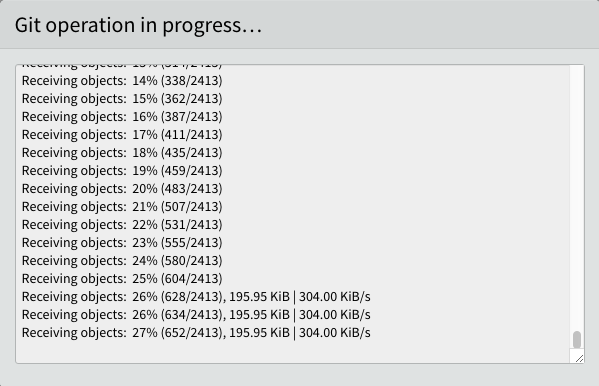 Git operation in progress…
Receiving objects: 13% (314/2413)
Receiving objects: 14% (338/2413)
Receiving objects: 15% (362/2413)
Receiving objects: 16% (387/2413)
Receiving objects: 17% (411/2413)
Receiving objects: 18% (435/2413)
Receiving objects: 19% (459/2413)
Receiving objects: 20% (483/2413)
Receiving objects: 21% (507/2413)
Receiving objects: 22% (531/2413)
Receiving objects: 23% (555/2413)
Receiving objects: 24% (580/2413)
Receiving objects: 25% (604/2413)
Receiving objects: 26% (628/2413), 195.95 KiB | 304.00 KiB/s
Receiving objects: 26% (634/2413), 195.95 KiB | 304.00 KiB/s
Receiving objects: 27% (652/2413), 195.95 KiB | 304.00 KiB/s